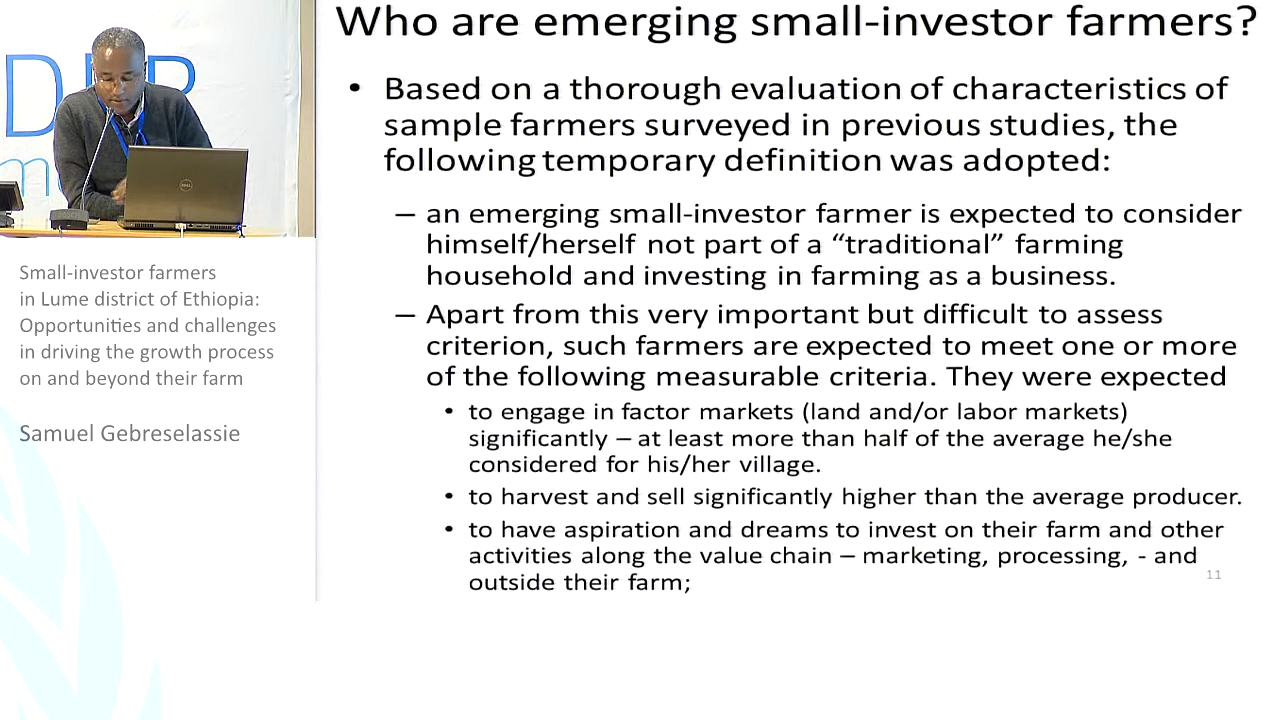 Who are emerging small-investor farmers?
• Based on a thorough evaluation of characteristics of
sample farmers surveyed in previous studies, the
following temporary definition was adopted:
– an emerging small-investor farmer is expected to consider
himself/herself not part of a “traditional” farming
household and investing in farming as a business.
– Apart from this very important but difficult to assess
criterion, such farmers are expected to meet one or more
of the following measurable criteria. They were expected
• to engage in factor markets (land and/or labor markets)
significantly – at least more than half of the average he/she
considered for his/her village.
• to harvest and sell significantly higher than the average producer.
• to have aspiration and dreams to invest on their farm and other
activities along the value chain – marketing, processing, - and
outside their farm;
11
Small-investor farmers
in Lume district of Ethiopia:
Opportunities and challenges
in driving the growth process
on and beyond their farm
Samuel Gebreselassie
DELL